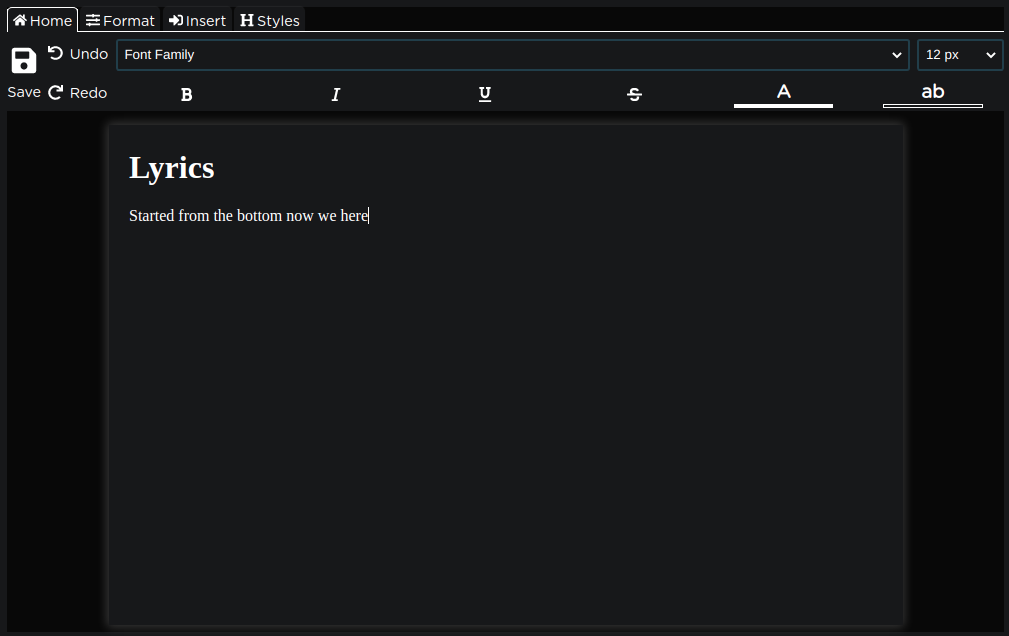 Home Format Insert Styles
Undo Font Family 12 px
Save Redo B I U S A ab
Lyrics
Started from the bottom now we here